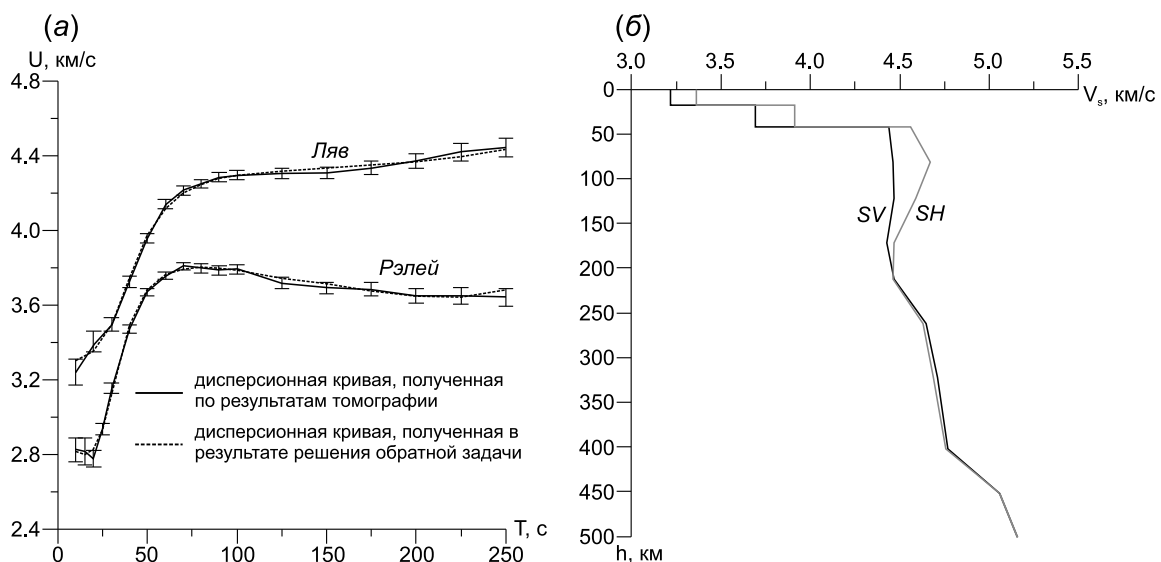 (а)
U, км/с
4.8
4.4
4.0
3.6
3.2
2.8
2.4
0
50
100
150
200
250
T, с
Ляв
Рэлей
дисперсионная кривая, полученная
по результатам томографии
дисперсионная кривая, полученная в
результате решения обратной задачи
(б)
3.0
3.5
4.0
4.5
5.0
5.5
Vs, км/с
0
50
100
150
200
250
300
350
400
450
500
h, км
SV
SH